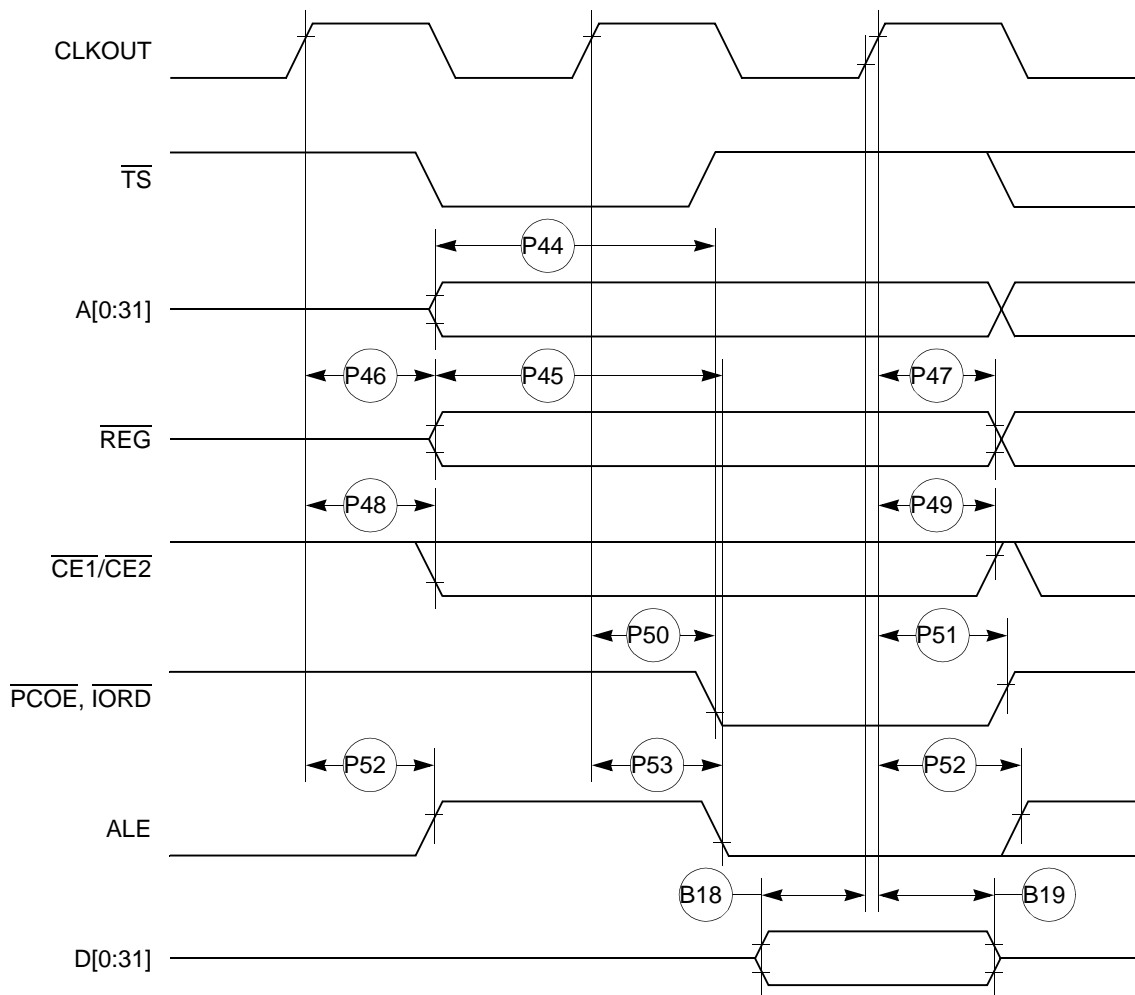 CLKOUT
TS
P44
A[0:31]
P46 P45 P47
REG
P48 P49
CE1/CE2
P50 P51
PCOE, IORD
P52 P53 P52
ALE
B18 B19
D[0:31]